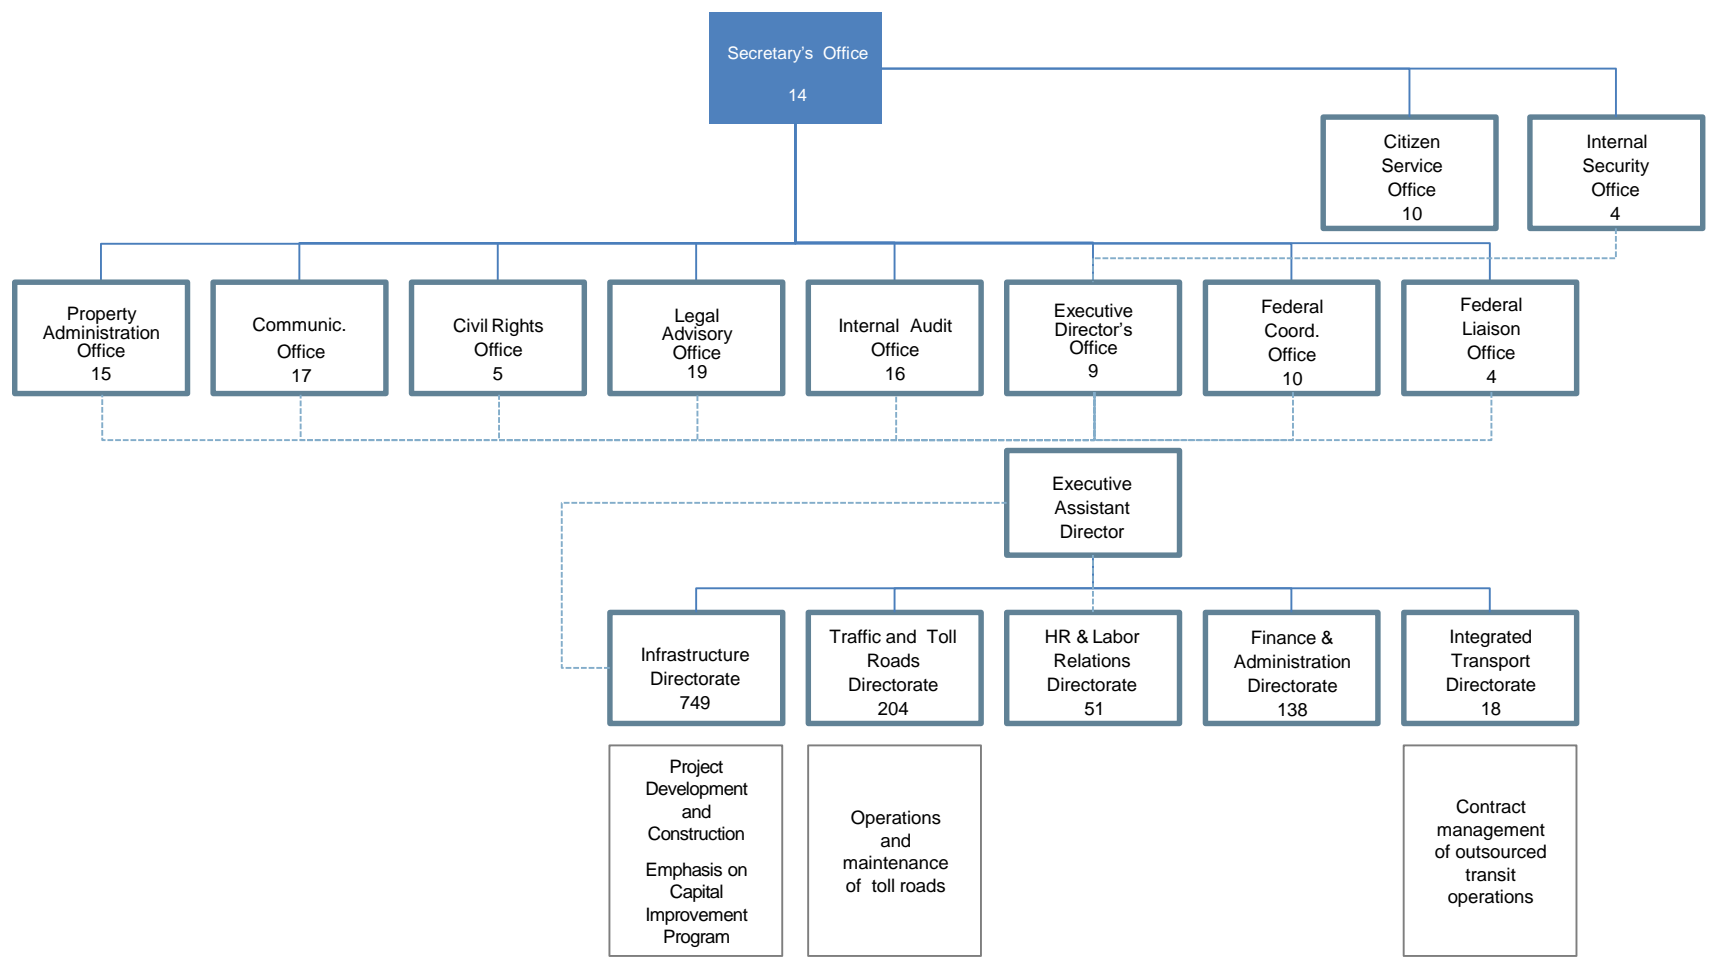 Secretary's Office
14
Citizen
Service
Office
10
Internal
Security
Office
4
Property
Administration
Office
15
Communic.
Office
17
Civil Rights
Office
5
Legal
Advisory
Office
19
Internal Audit
Office
16
Executive
Director's
Office
9
Federal
Coord.
Office
10
Federal
Liaison
Office
4
Executive
Assistant
Director
Infrastructure
Directorate
749
Traffic and Toll
Roads
Directorate
204
HR & Labor
Relations
Directorate
51
Finance &
Administration
Directorate
138
Integrated
Transport
Directorate
18
Project
Development
and
Construction
Emphasis on
Capital
Improvement
Program
Operations
and
maintenance
of toll roads
Contract
management
of outsourced
transit
operations